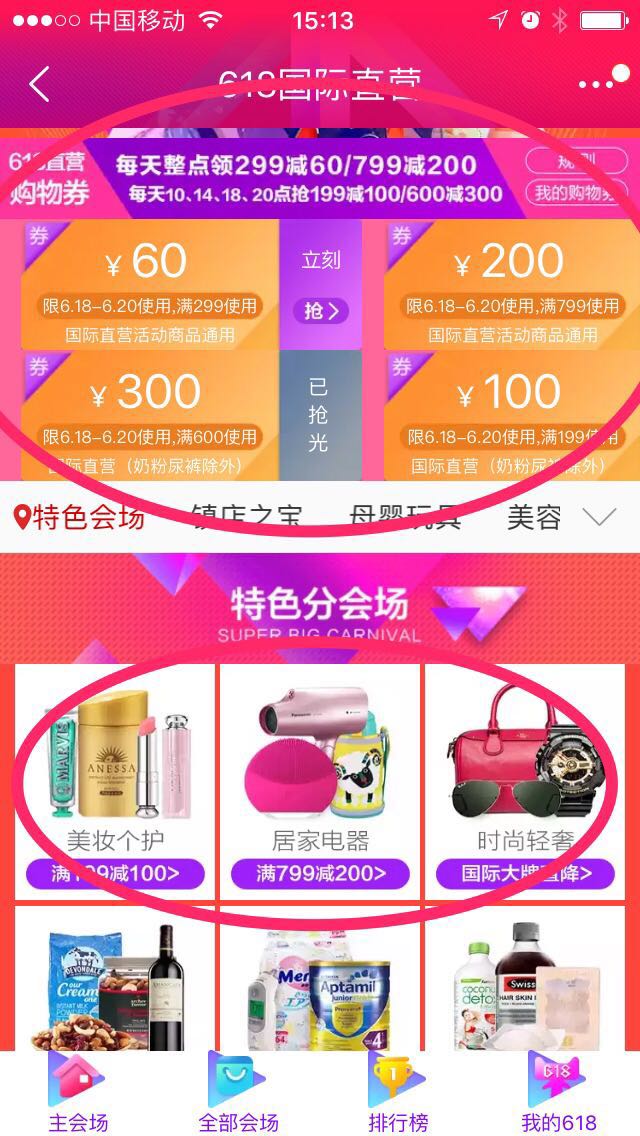 中国移动
15:13
618国际直营
618直营
购物券
每天整点领299减60/799减200
每天10、14、18、20点抢199减100/600减300
规则
我的购物券
券
¥60
限6.18-6.20使用,满299使用
国际直营活动商品通用
立刻
抢>
券
¥200
限6.18-6.20使用,满799使用
国际直营活动商品通用
券
¥300
限6.18-6.20使用,满600使用
国际直营（奶粉尿裤除外）
已
抢
光
券
¥100
限6.18-6.20使用,满199使用
国际直营（奶粉尿裤除外）
特色会场
镇店之宝
母婴玩具
美容
特色分会场
SUPER BIG CARNIVAL
MARVIS
ANESSA
美妆个护
满199减100>
Panasonic
居家电器
满799减200>
时尚轻奢
国际大牌直降>
DEVONDALE
our
Cream
one
INSTANT MILK
POWDER
Aptamil
junior
4
coconut
detox
Swiss
HAIR SKIN
主会场
全部会场
1
排行榜
618
我的618